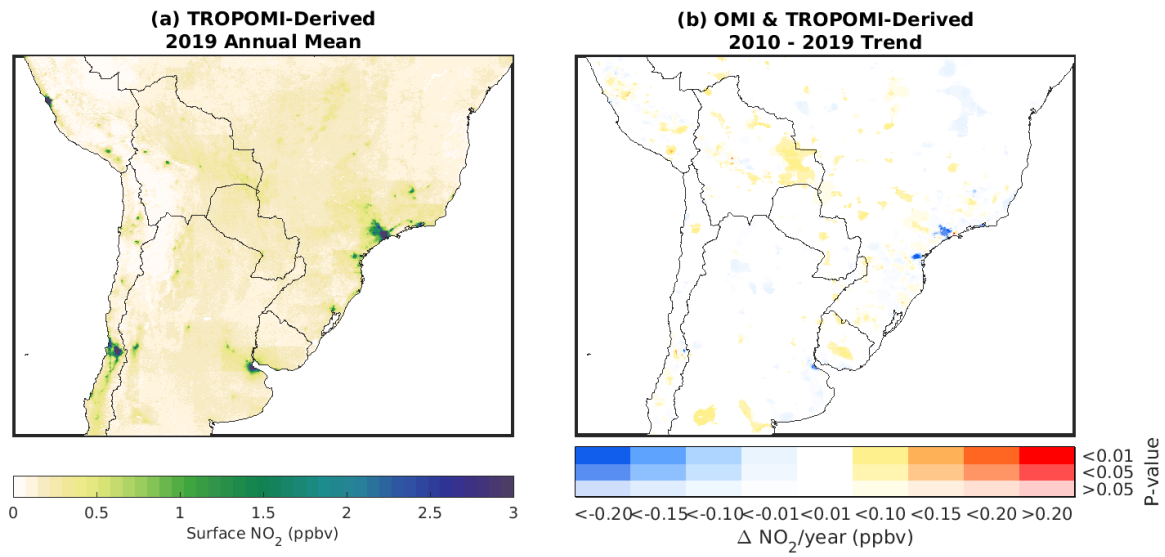 (a) TROPOMI-Derived
2019 Annual Mean
(b) OMI & TROPOMI-Derived
2010 - 2019 Trend
0 0.5 1 1.5 2 2.5 3
Surface NO2 (ppbv)
<0.01
<0.05
>0.05
P-value
<-0.20 <-0.15 <-0.10 <-0.01 <0.01 <0.10 <0.15 <0.20 >0.20
Δ NO2/year (ppbv)